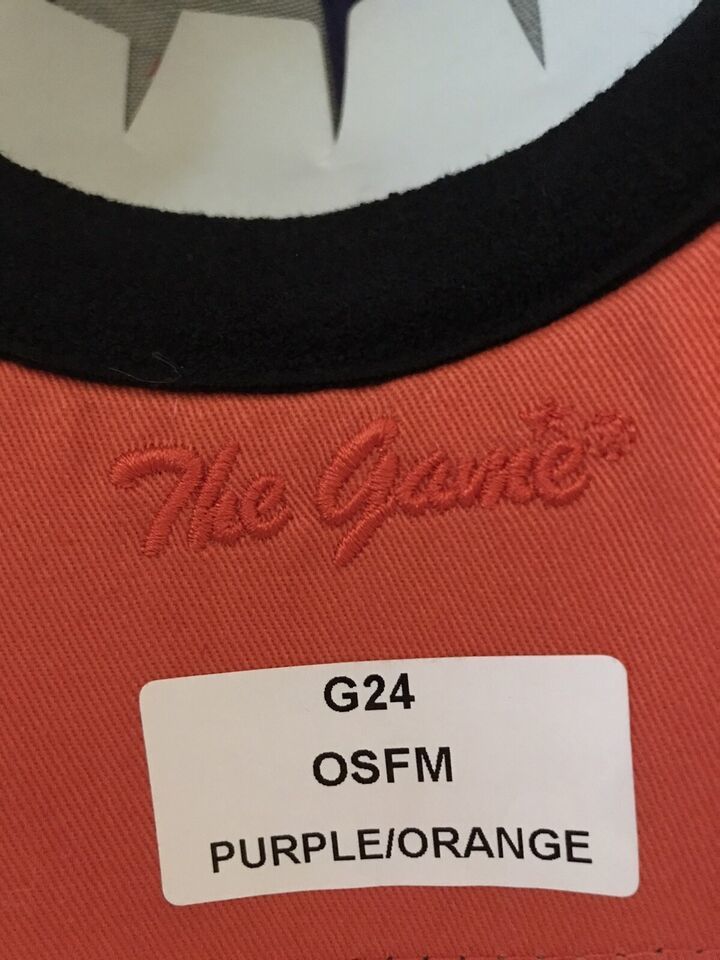 The Game
G24
OSFM
PURPLE/ORANGE